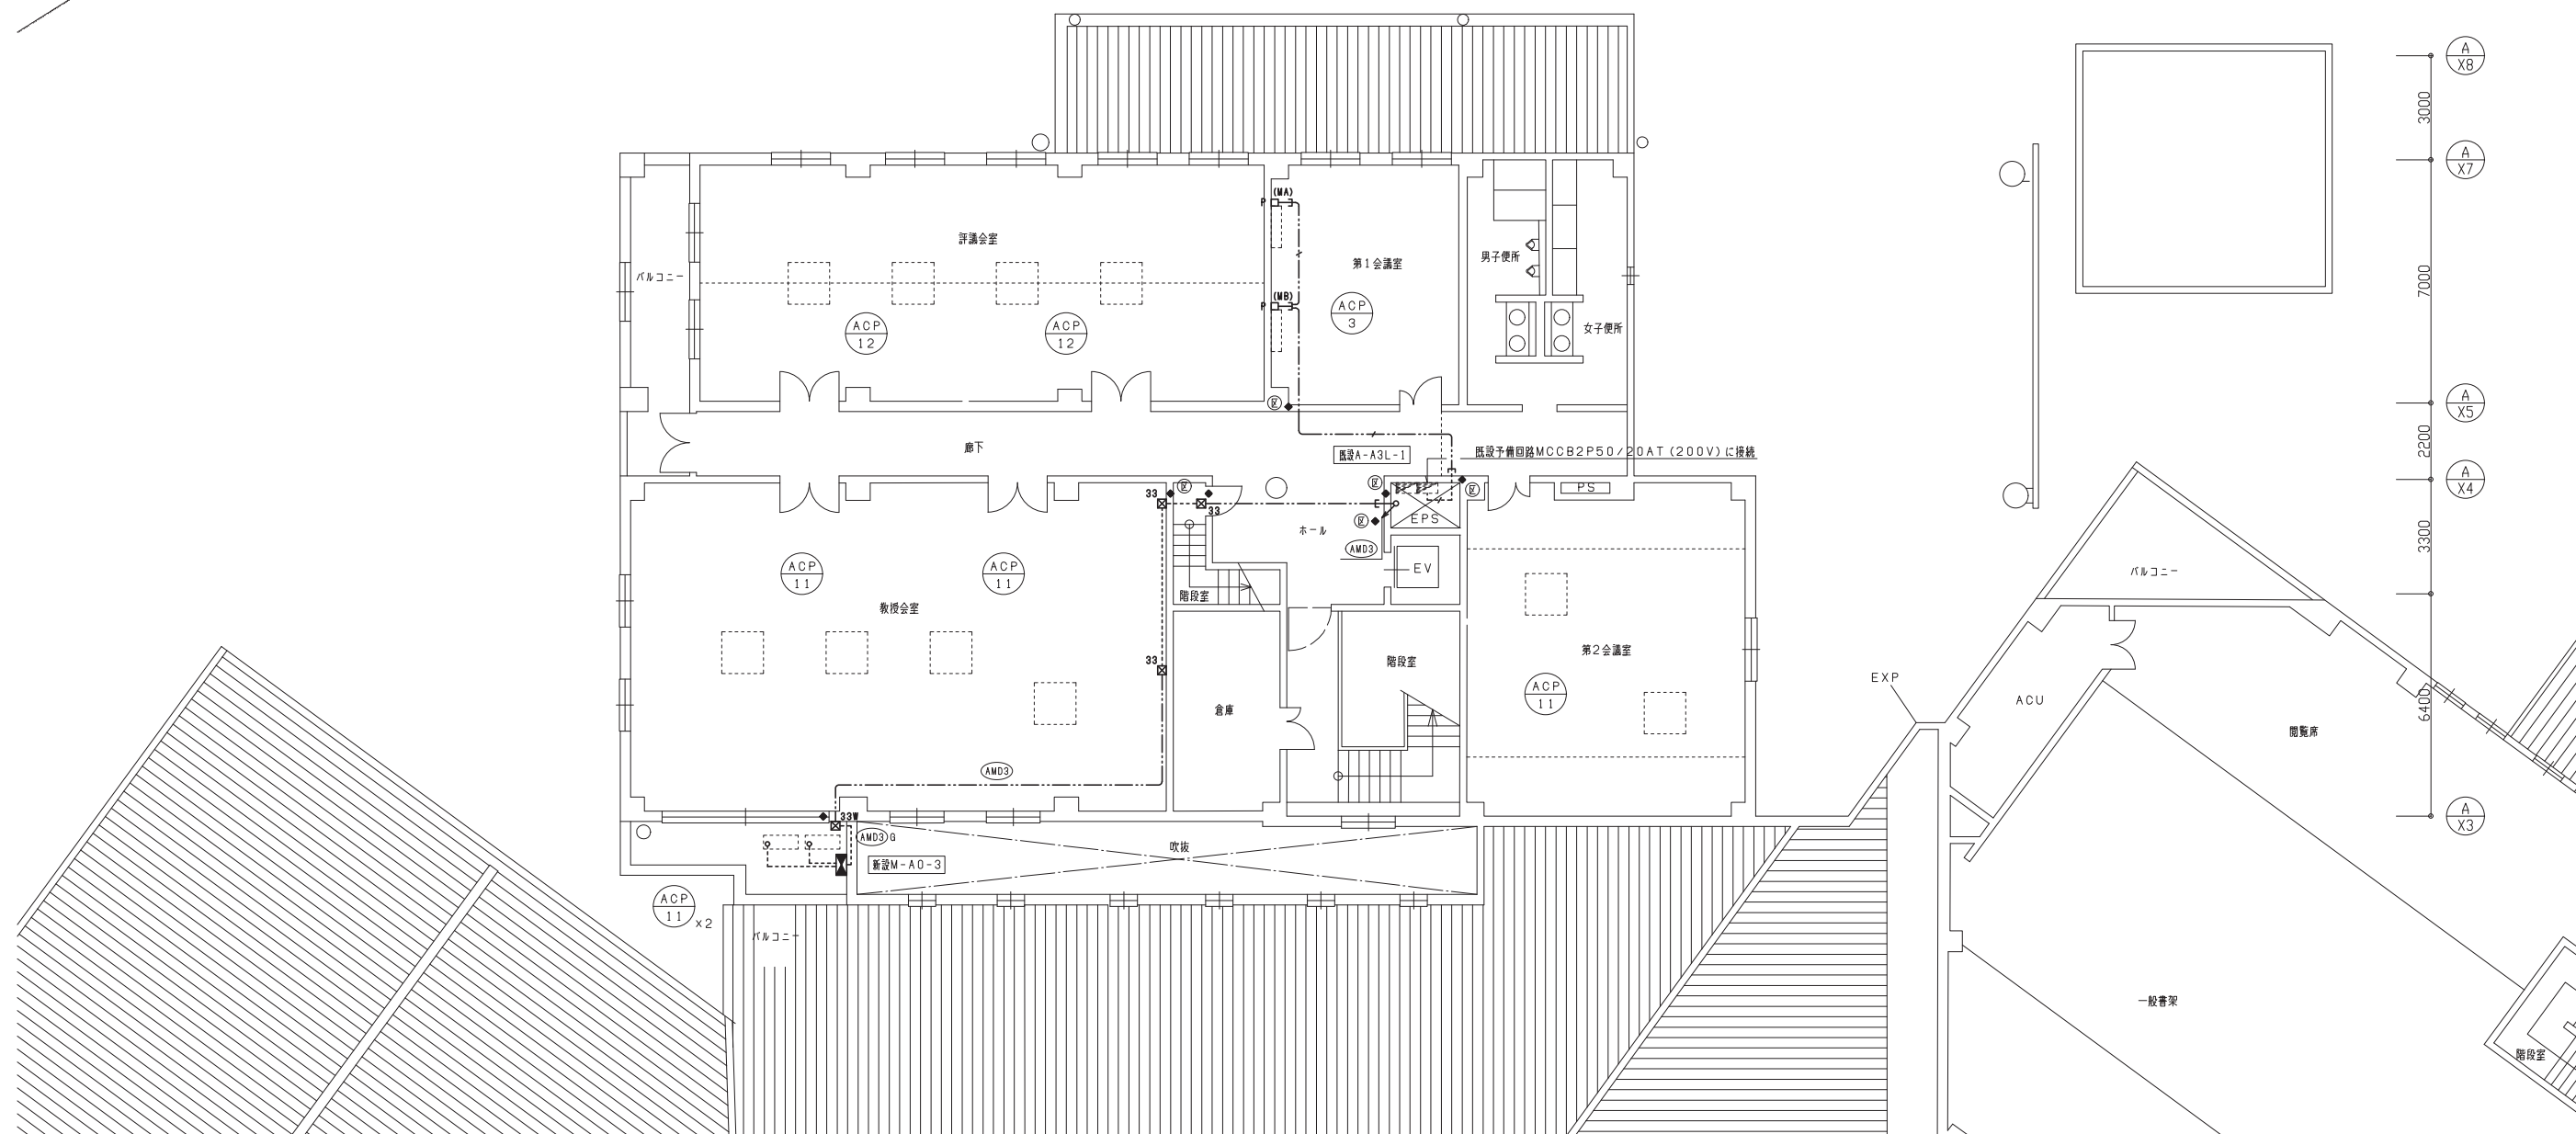 A
X8
3000
A
X7
(MA)
P
評議会室
男子便所
第1会議室
バルコニー
7000
(MB)
P
ACP
3
ACP
12
ACP
12
女子便所
区
A
X5
廊下
既設A-A3L-1
既設予備回路MCCB2P50/20AT(200V)に接続
2200
区
区
区
PS
A
X4
33
33
区
EPS
ホール
3300
AMD3
EV
ACP
11
ACP
11
バルコニー
階段室
教授会室
第2会議室
33
階段室
EXP
ACP
11
ACU
6400
倉庫
閲覧席
AMD3
33W
A
X3
AMD3 G
吹抜
新設M-A0-3
ACP
11
x2
バルコニー
一般書架
階段室